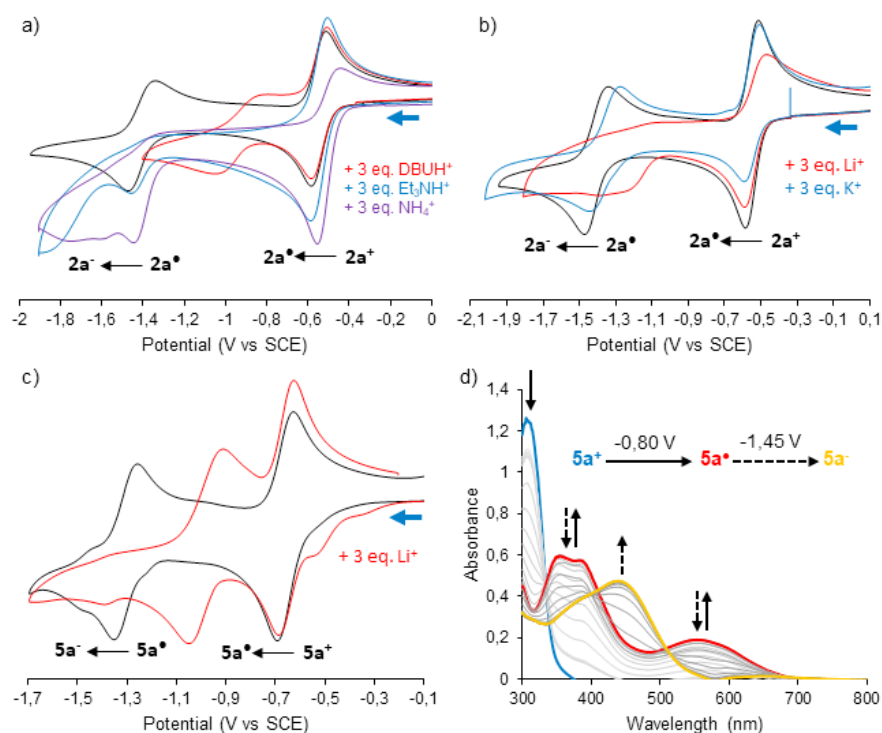 a)
+ 3 eq. DBUH⁺
+ 3 eq. Et₃NH⁺
+ 3 eq. NH₄⁺
2a⁻ ← 2a•
2a• ← 2a⁺
-2 -1,8 -1,6 -1,4 -1,2 -1 -0,8 -0,6 -0,4 -0,2 0
Potential (V vs SCE)
b)
+ 3 eq. Li⁺
+ 3 eq. K⁺
2a⁻ ← 2a•
2a• ← 2a⁺
-2,1 -1,9 -1,7 -1,5 -1,3 -1,1 -0,9 -0,7 -0,5 -0,3 -0,1 0,1
Potential (V vs SCE)
c)
+ 3 eq. Li⁺
5a⁻ ← 5a•
5a• ← 5a⁺
-1,7 -1,5 -1,3 -1,1 -0,9 -0,7 -0,5 -0,3 -0,1
Potential (V vs SCE)
d)
1,4
1,2
1
0,8
0,6
0,4
0,2
0
Absorbance
-0,80 V -1,45 V
5a⁺ → 5a• ⇢ 5a⁻
300 400 500 600 700 800
Wavelength (nm)